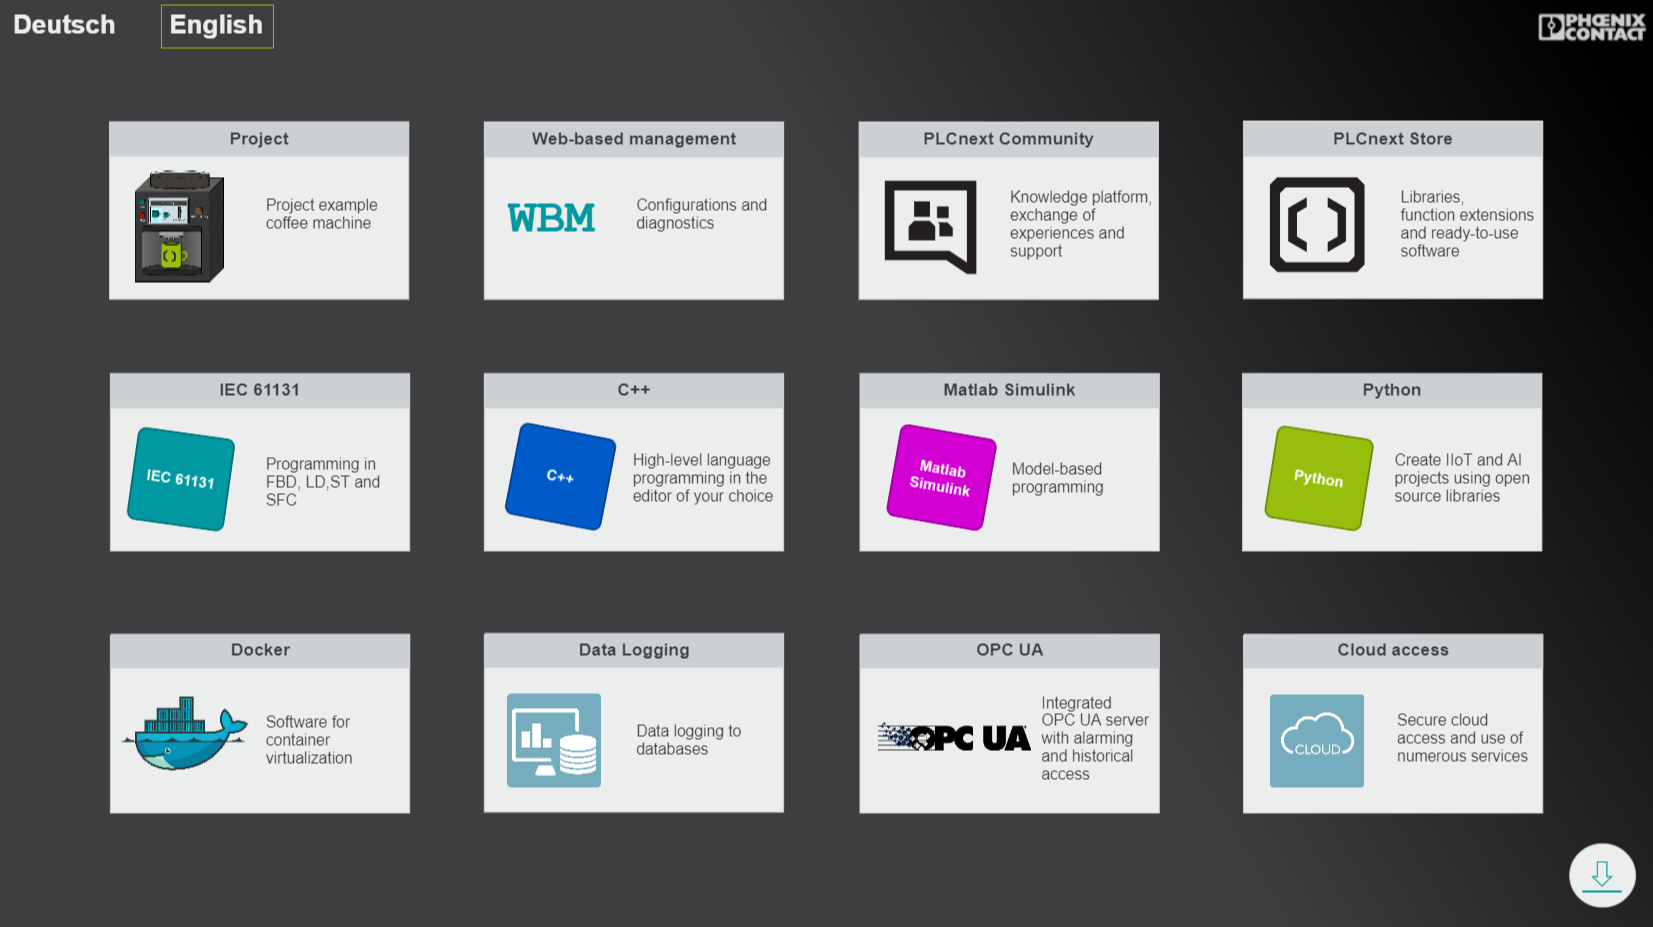 Deutsch
English
PHŒNIX
CONTACT
Project
Project example
coffee machine
Web-based management
WBM
Configurations and
diagnostics
PLCnext Community
Knowledge platform,
exchange of
experiences and
support
PLCnext Store
Libraries,
function extensions
and ready-to-use
software
IEC 61131
IEC 61131
Programming in
FBD, LD,ST and
SFC
C++
C++
High-level language
programming in the
editor of your choice
Matlab Simulink
Matlab
Simulink
Model-based
programming
Python
Python
Create IIoT and AI
projects using open
source libraries
Docker
Software for
container
virtualization
Data Logging
Data logging to
databases
OPC UA
OPC UA
Integrated
OPC UA server
with alarming
and historical
access
Cloud access
CLOUD
Secure cloud
access and use of
numerous services